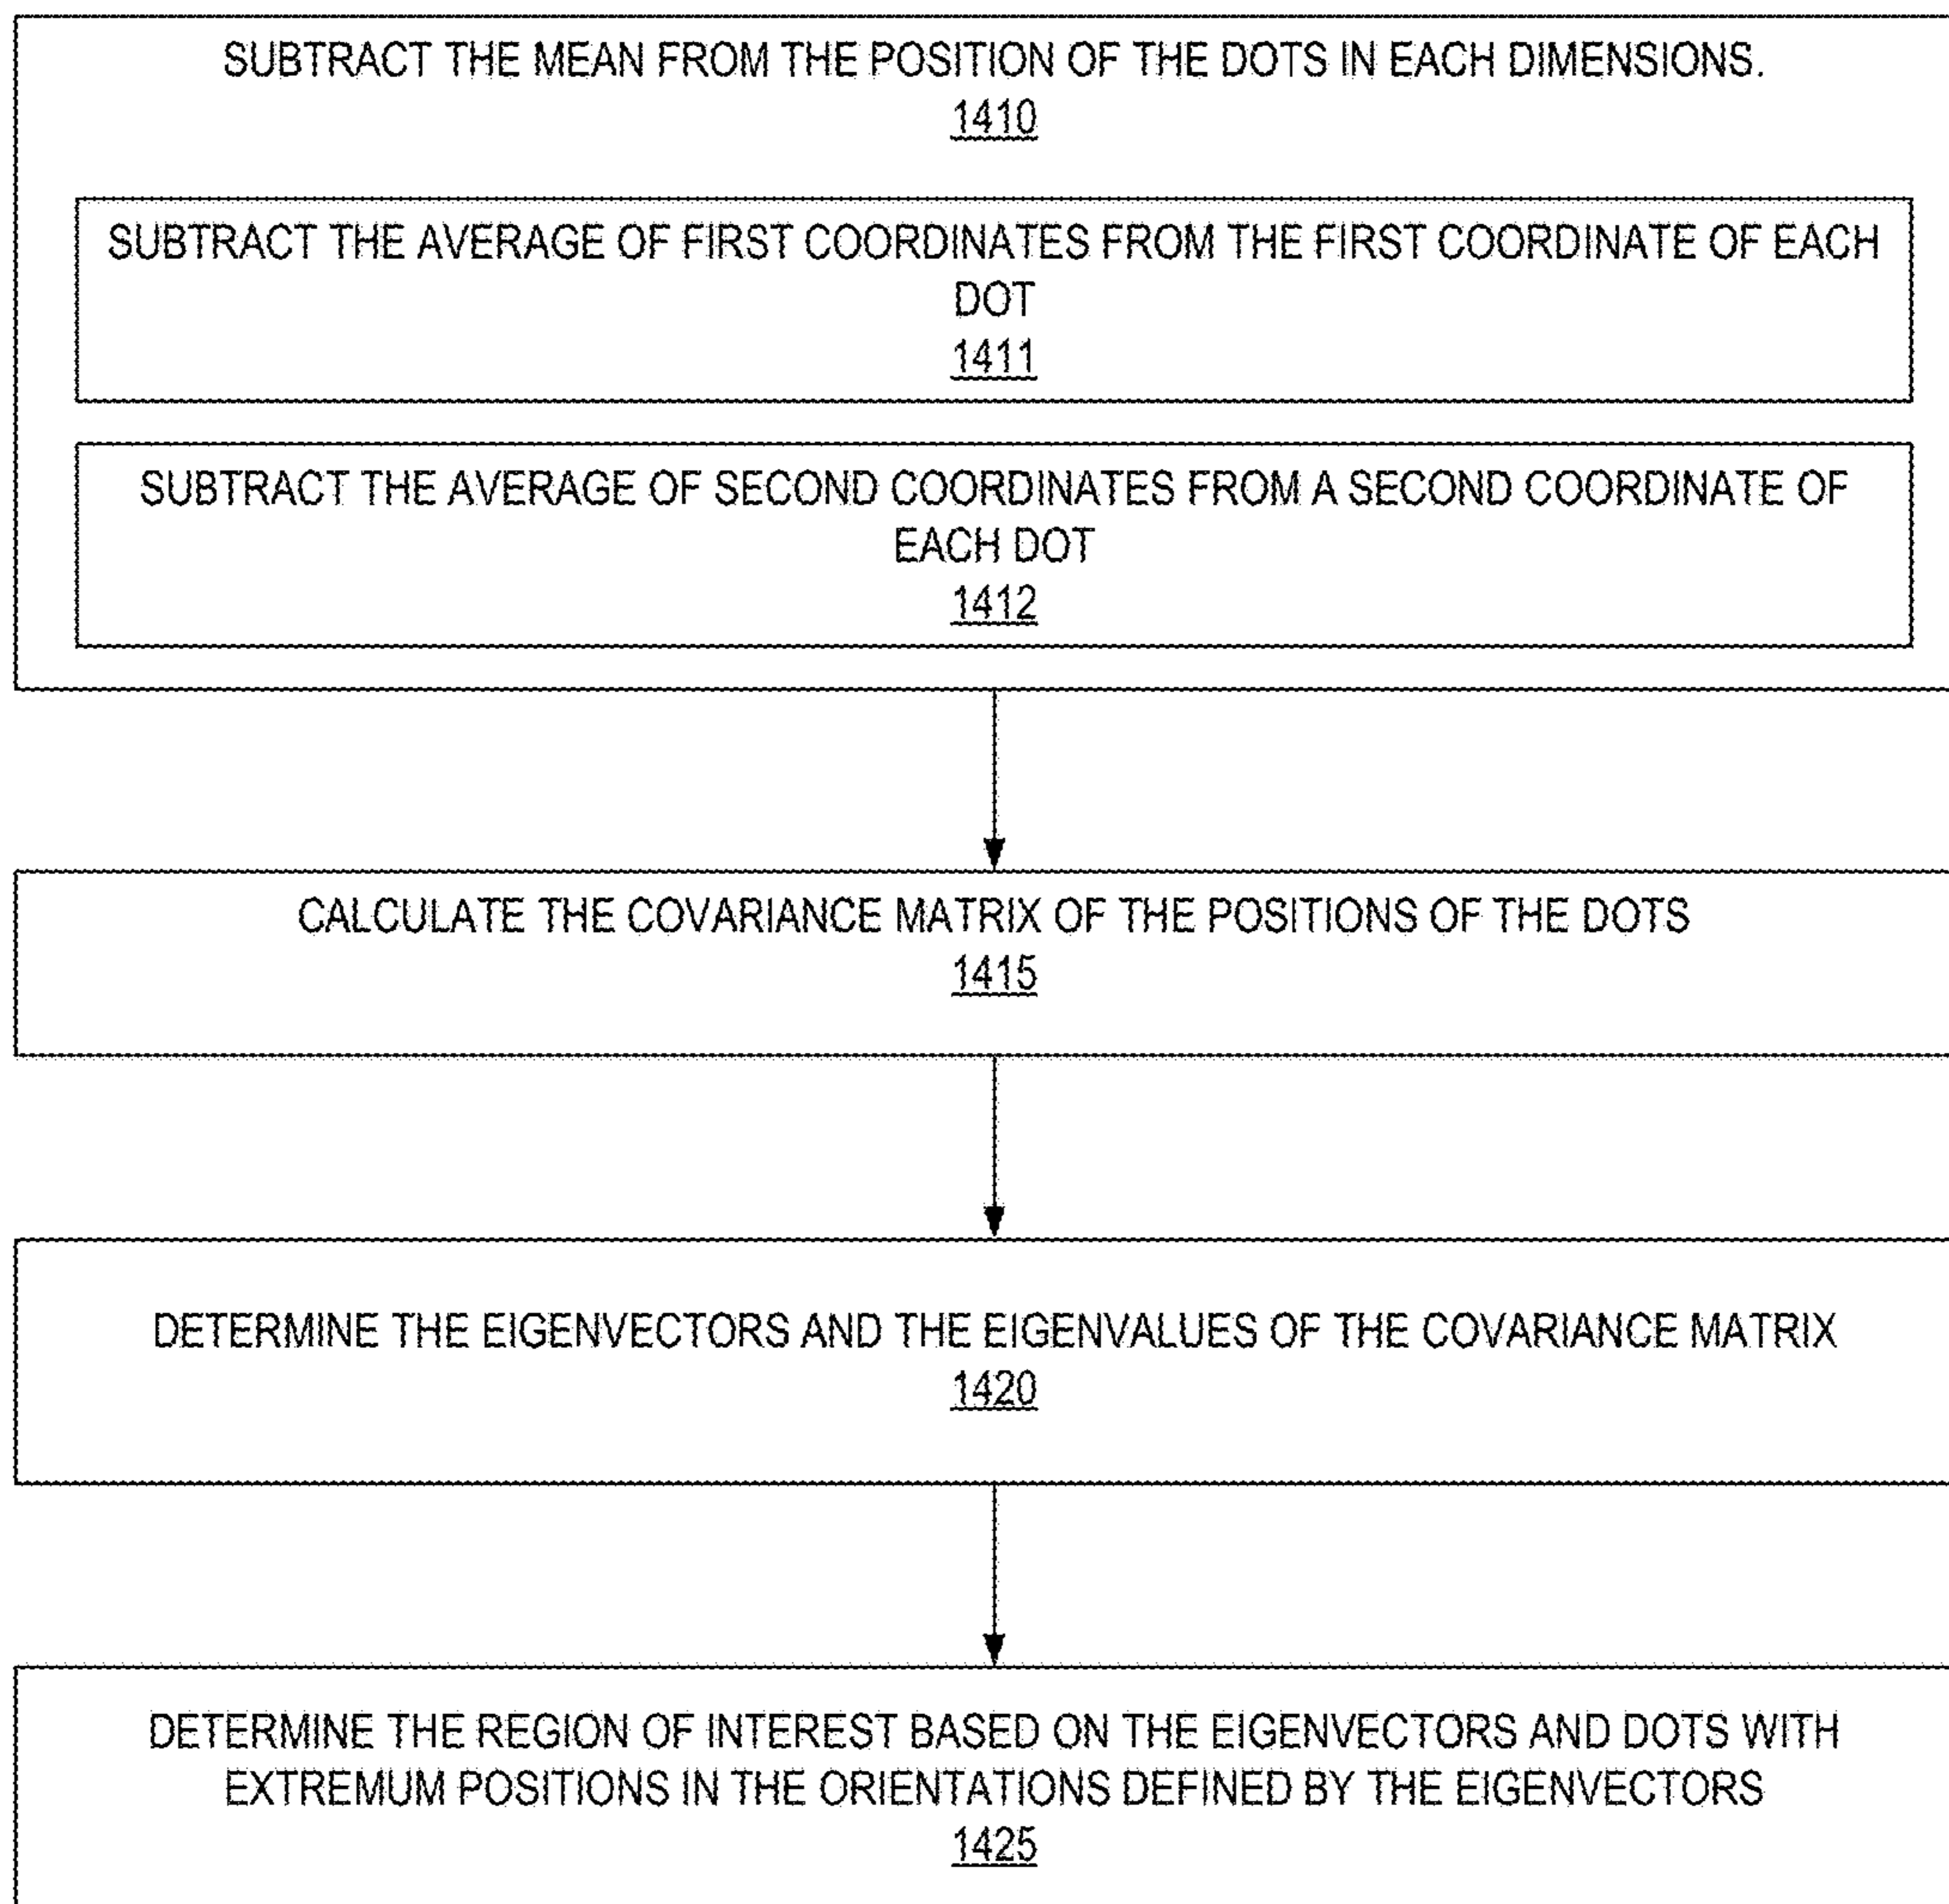 SUBTRACT THE MEAN FROM THE POSITION OF THE DOTS IN EACH DIMENSIONS.
1410
SUBTRACT THE AVERAGE OF FIRST COORDINATES FROM THE FIRST COORDINATE OF EACH
DOT
1411
SUBTRACT THE AVERAGE OF SECOND COORDINATES FROM A SECOND COORDINATE OF
EACH DOT
1412
CALCULATE THE COVARIANCE MATRIX OF THE POSITIONS OF THE DOTS
1415
DETERMINE THE EIGENVECTORS AND THE EIGENVALUES OF THE COVARIANCE MATRIX
1420
DETERMINE THE REGION OF INTEREST BASED ON THE EIGENVECTORS AND DOTS WITH
EXTREMUM POSITIONS IN THE ORIENTATIONS DEFINED BY THE EIGENVECTORS
1425